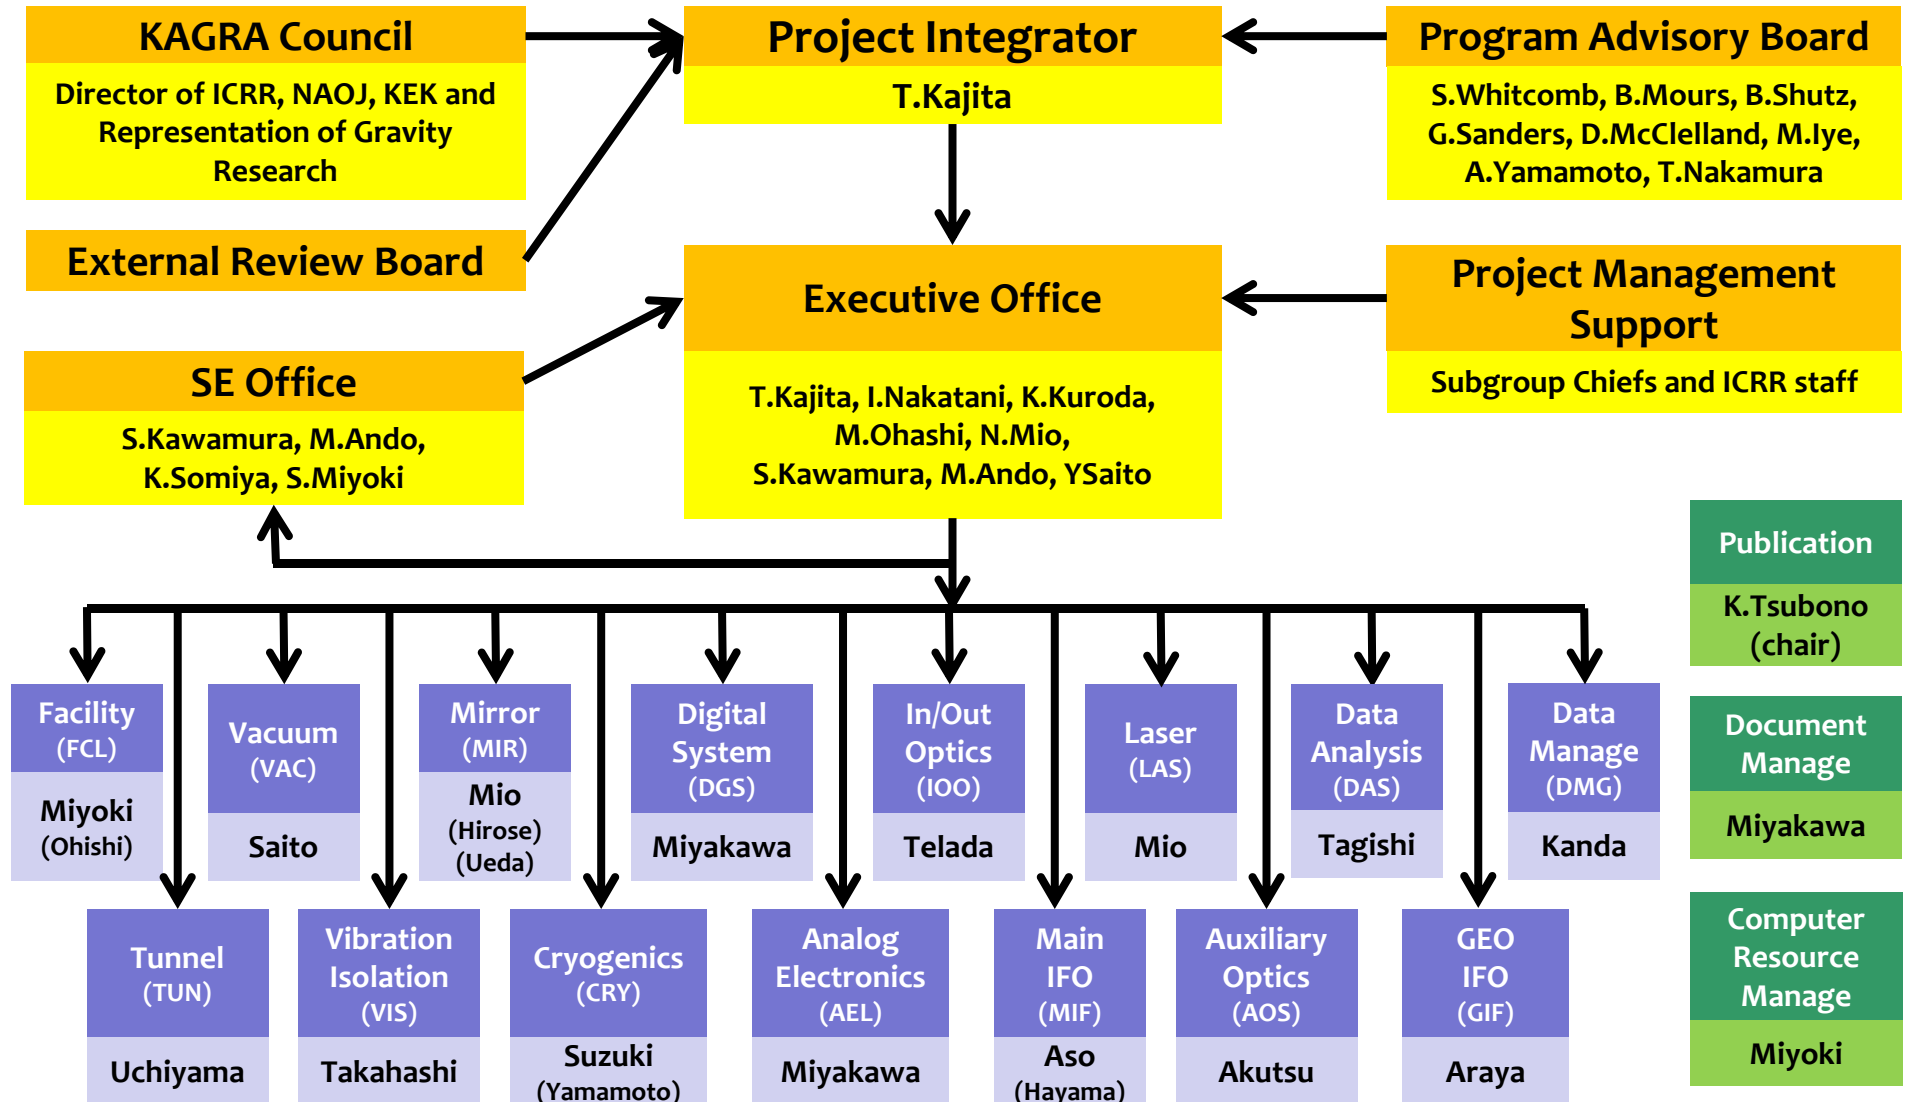 KAGRA Council
Director of ICRR, NAOJ, KEK and
Representation of Gravity
Research
Project Integrator
T.Kajita
Program Advisory Board
S.Whitcomb, B.Mours, B.Shutz,
G.Sanders, D.McClelland, M.Iye,
A.Yamamoto, T.Nakamura
External Review Board
Executive Office
T.Kajita, I.Nakatani, K.Kuroda,
M.Ohashi, N.Mio,
S.Kawamura, M.Ando, YSaito
Project Management
Support
Subgroup Chiefs and ICRR staff
SE Office
S.Kawamura, M.Ando,
K.Somiya, S.Miyoki
Publication
K.Tsubono
(chair)
Document
Manage
Miyakawa
Computer
Resource
Manage
Miyoki
Facility
(FCL)
Miyoki
(Ohishi)
Vacuum
(VAC)
Saito
Mirror
(MIR)
Mio
(Hirose)
(Ueda)
Digital
System
(DGS)
Miyakawa
In/Out
Optics
(IOO)
Telada
Laser
(LAS)
Mio
Data
Analysis
(DAS)
Tagishi
Data
Manage
(DMG)
Kanda
Tunnel
(TUN)
Uchiyama
Vibration
Isolation
(VIS)
Takahashi
Cryogenics
(CRY)
Suzuki
(Yamamoto)
Analog
Electronics
(AEL)
Miyakawa
Main
IFO
(MIF)
Aso
(Hayama)
Auxiliary
Optics
(AOS)
Akutsu
GEO
IFO
(GIF)
Araya